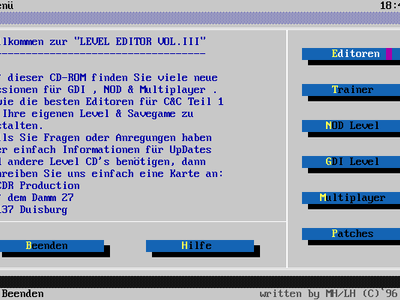 enü 18:4
llkommen zur "LEVEL EDITOR VOL.III"
dieser CD-ROM finden Sie viele neue
ssionen für GDI , NOD & Multiplayer .
wie die besten Editoren für C&C Teil 1
Ihre eigenen Level & Savegame zu
stalten.
lls Sie Fragen oder Anregungen haben
er einfach Informationen für UpDates
d andere Level CD's benötigen, dann
hreiben Sie uns einfach eine Karte an:
CDR Production
f dem Damm 27
137 Duisburg
Beenden
Hilfe
Editoren
Trainer
NOD Level
GDI Level
Multiplayer
Patches
Beenden written by MH/LH (C)`96